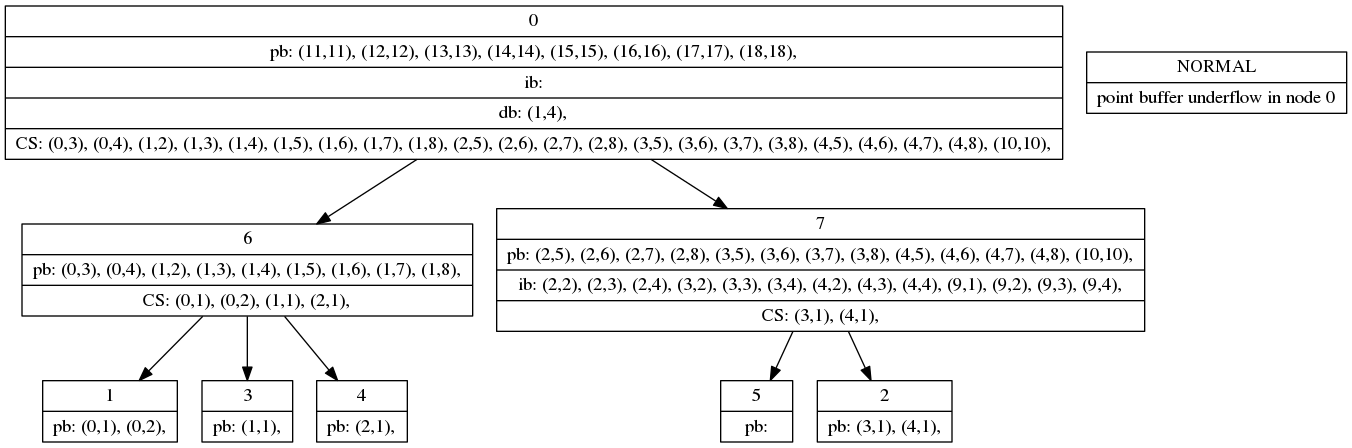 0
pb: (11,11), (12,12), (13,13), (14,14), (15,15), (16,16), (17,17), (18,18),
ib:
db: (1,4),
CS: (0,3), (0,4), (1,2), (1,3), (1,4), (1,5), (1,6), (1,7), (1,8), (2,5), (2,6), (2,7), (2,8), (3,5), (3,6), (3,7), (3,8), (4,5), (4,6), (4,7), (4,8), (10,10),
NORMAL
point buffer underflow in node 0
6
pb: (0,3), (0,4), (1,2), (1,3), (1,4), (1,5), (1,6), (1,7), (1,8),
CS: (0,1), (0,2), (1,1), (2,1),
7
pb: (2,5), (2,6), (2,7), (2,8), (3,5), (3,6), (3,7), (3,8), (4,5), (4,6), (4,7), (4,8), (10,10),
ib: (2,2), (2,3), (2,4), (3,2), (3,3), (3,4), (4,2), (4,3), (4,4), (9,1), (9,2), (9,3), (9,4),
CS: (3,1), (4,1),
1
pb: (0,1), (0,2),
3
pb: (1,1),
4
pb: (2,1),
5
pb:
2
pb: (3,1), (4,1),